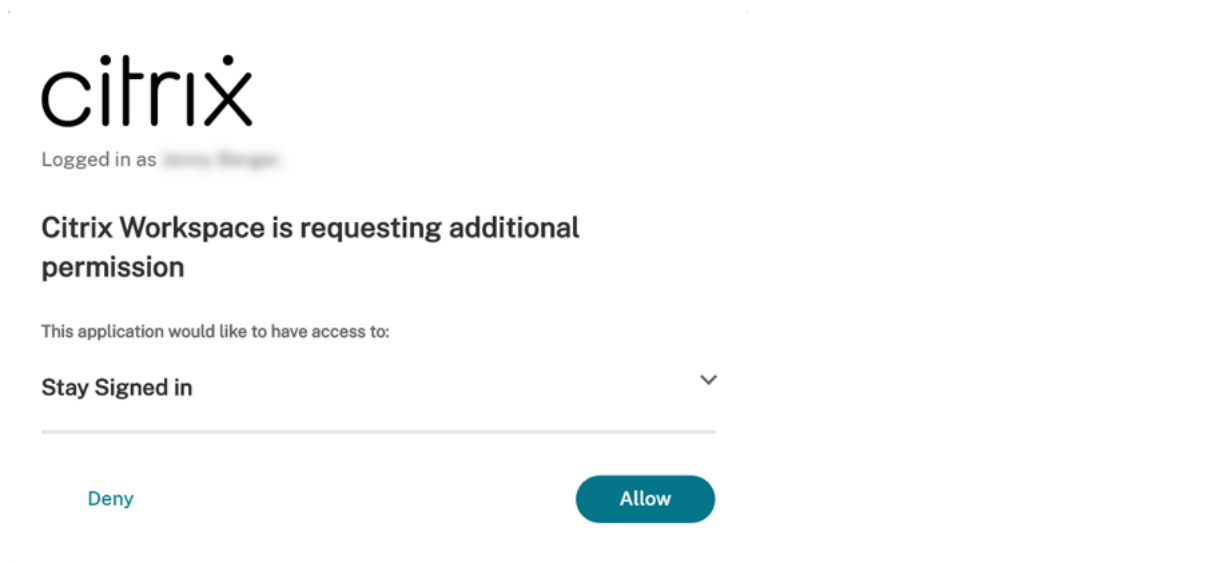 citrix
Logged in as
Citrix Workspace is requesting additional
permission
This application would like to have access to:
Stay Signed in
Deny
Allow